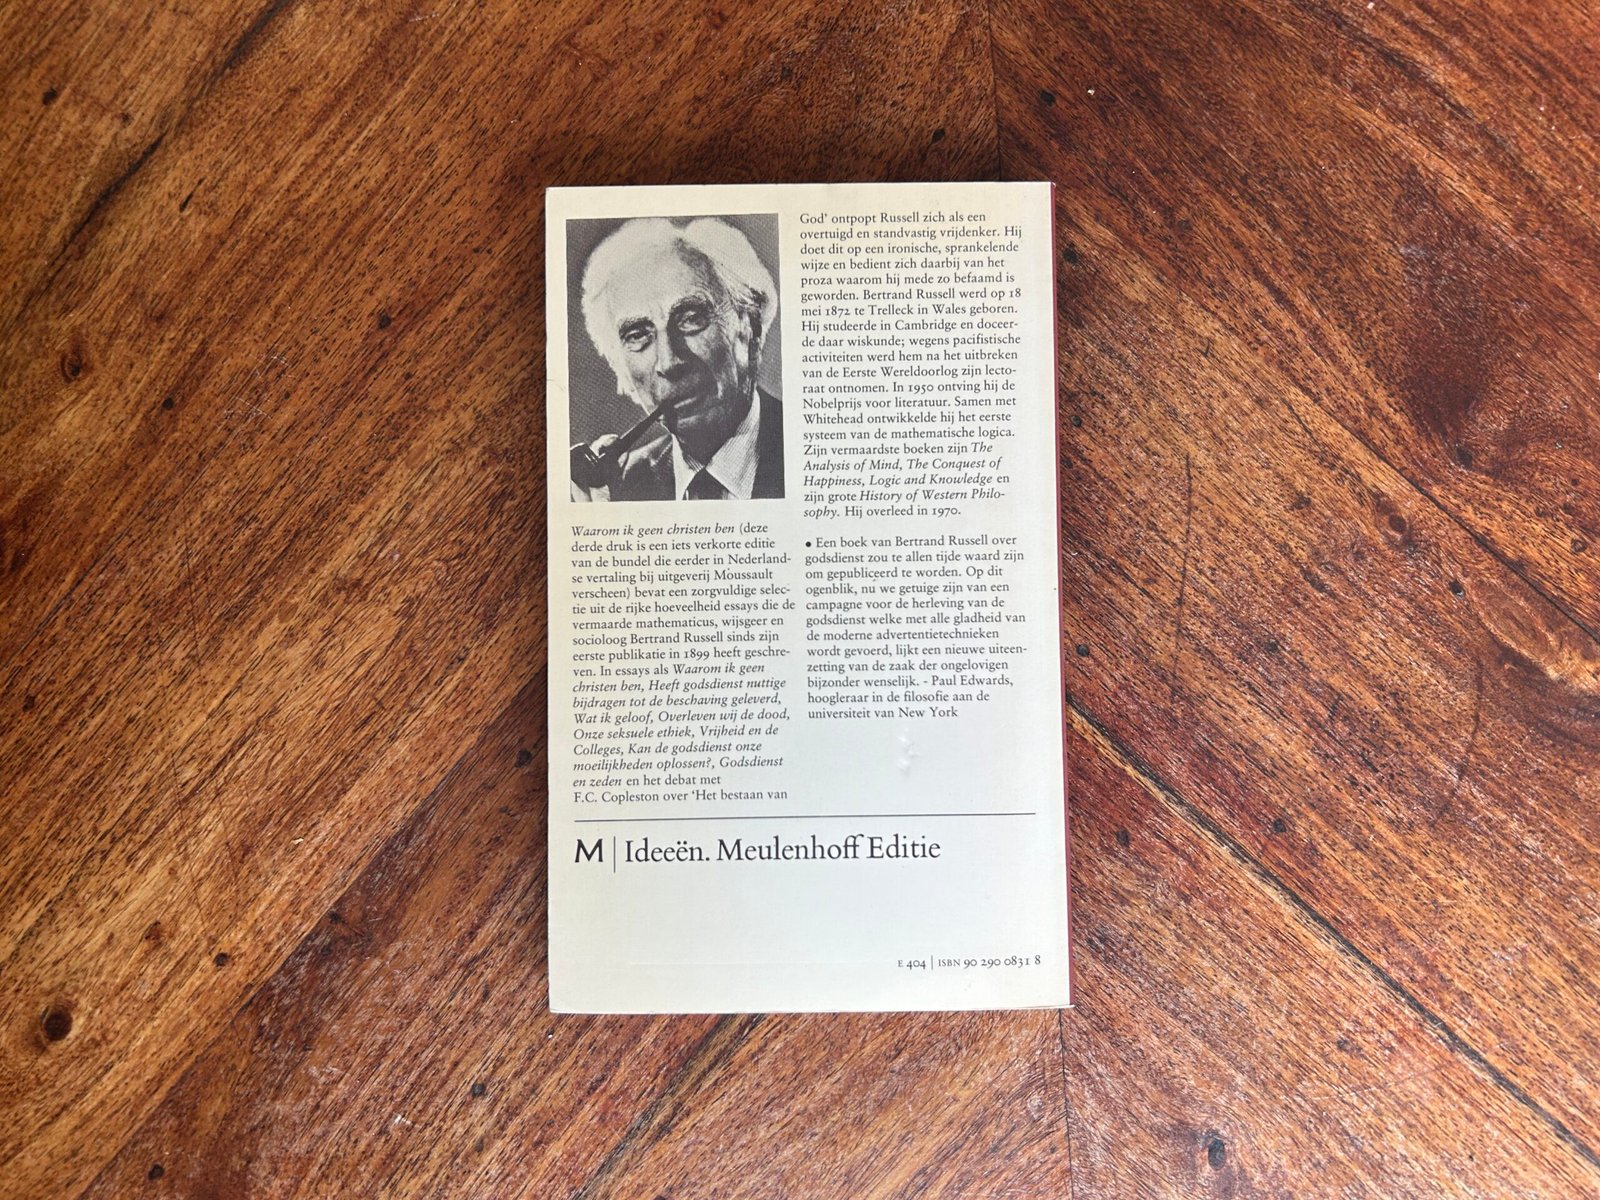 Waarom ik geen christen ben (deze
derde druk is een iets verkorte editie
van de bundel die eerder in Nederland-
se vertaling bij uitgeverij Moussault
verscheen) bevat een zorgvuldige selec-
tie uit de rijke hoeveelheid essays die de
vermaarde mathematicus, wijsgeer en
socioloog Bertrand Russell sinds zijn
eerste publikatie in 1899 heeft geschre-
ven. In essays als Waarom ik geen
christen ben, Heeft godsdienst nuttige
bijdragen tot de beschaving geleverd,
Wat ik geloof, Overleven wij de dood,
Onze seksuele ethiek, Vrijheid en de
Colleges, Kan de godsdienst onze
moeilijkheden oplossen?, Godsdienst
en zeden en het debat met
F.C. Copleston over ‘Het bestaan van
God’ ontpopt Russell zich als een
overtuigd en standvastig vrijdenker. Hij
doet dit op een ironische, sprankelende
wijze en bedient zich daarbij van het
proza waarom hij mede zo befaamd is
geworden. Bertrand Russell werd op 18
mei 1872 te Trelleck in Wales geboren.
Hij studeerde in Cambridge en doceer-
de daar wiskunde; wegens pacifistische
activiteiten werd hem na het uitbreken
van de Eerste Wereldoorlog zijn lecto-
raat ontnomen. In 1950 ontving hij de
Nobelprijs voor literatuur. Samen met
Whitehead ontwikkelde hij het eerste
systeem van de mathematische logica.
Zijn vermaardste boeken zijn The
Analysis of Mind, The Conquest of
Happiness, Logic and Knowledge en
zijn grote History of Western Philo-
sophy. Hij overleed in 1970.
• Een boek van Bertrand Russell over
godsdienst zou te allen tijde waard zijn
om gepubliceerd te worden. Op dit
ogenblik, nu we getuige zijn van een
campagne voor de herleving van de
godsdienst welke met alle gladheid van
de moderne advertentietechnieken
wordt gevoerd, lijkt een nieuwe uiteen-
zetting van de zaak der ongelovigen
bijzonder wenselijk. - Paul Edwards,
hoogleraar in de filosofie aan de
universiteit van New York
M | Ideeën. Meulenhoff Editie
E 404 | ISBN 90 290 0831 8